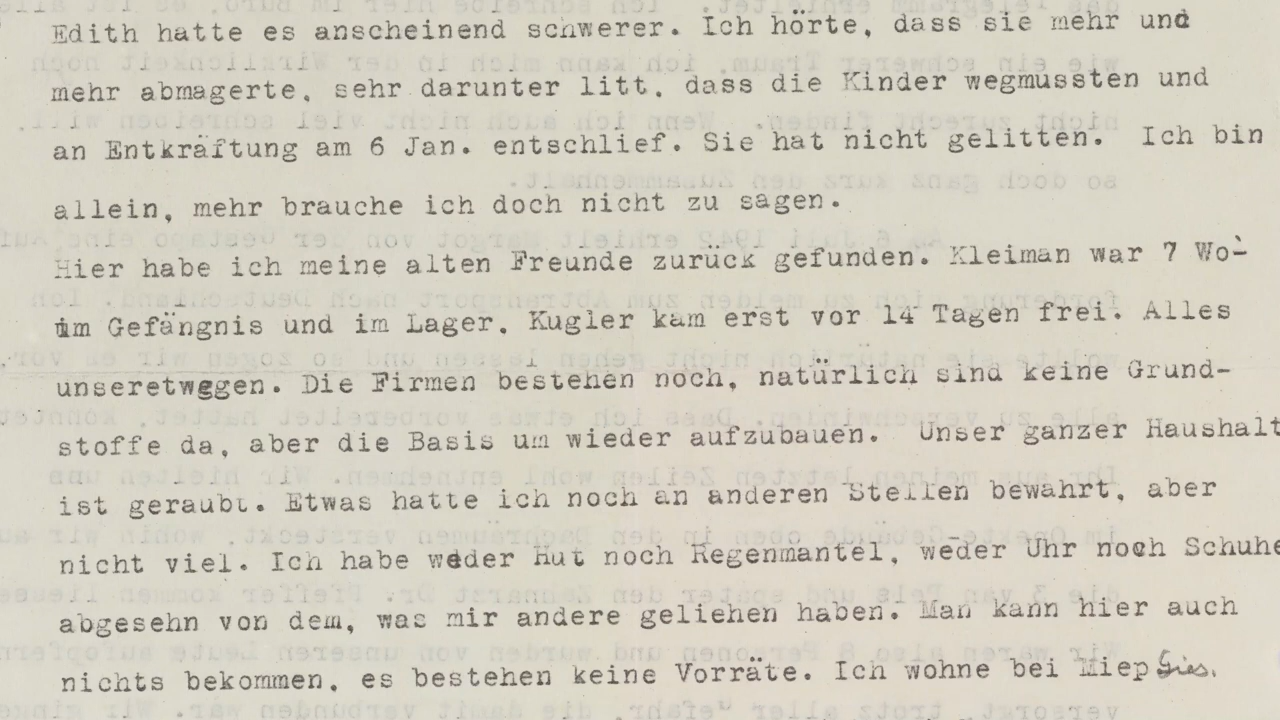 Edith hatte es anscheinend schwerer. Ich hörte, dass sie mehr und
mehr abmagerte, sehr darunter litt, dass die Kinder wegmussten und
an Entkräftung am 6 Jan. entschlief. Sie hat nicht gelitten. Ich bin
allein, mehr brauche ich doch nicht zu sagen.
Hier habe ich meine alten Freunde zurück gefunden. Kleiman war 7 Wo-
im Gefängnis und im Lager. Kugler kam erst vor 14 Tagen frei. Alles
unseretwegen. Die Firmen bestehen noch, natürlich sind keine Grund-
stoffe da, aber die Basis um wieder aufzubauen. Unser ganzer Haushalt
ist geraubt. Etwas hatte ich noch an anderen Stellen bewahrt, aber
nicht viel. Ich habe weder Hut noch Regenmantel, weder Uhr noch Schuhe
abgesehn von dem, was mir andere geliehen haben. Man kann hier auch
nichts bekommen, es bestehen keine Vorräte. Ich wohne bei Miep Gies.